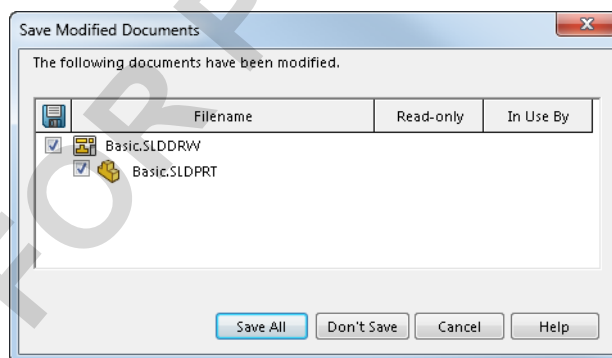 Save Modified Documents
The following documents have been modified.
Filename Read-only In Use By
Basic.SLDDRW
Basic.SLDPRT
Save All Don't Save Cancel Help
FOR P